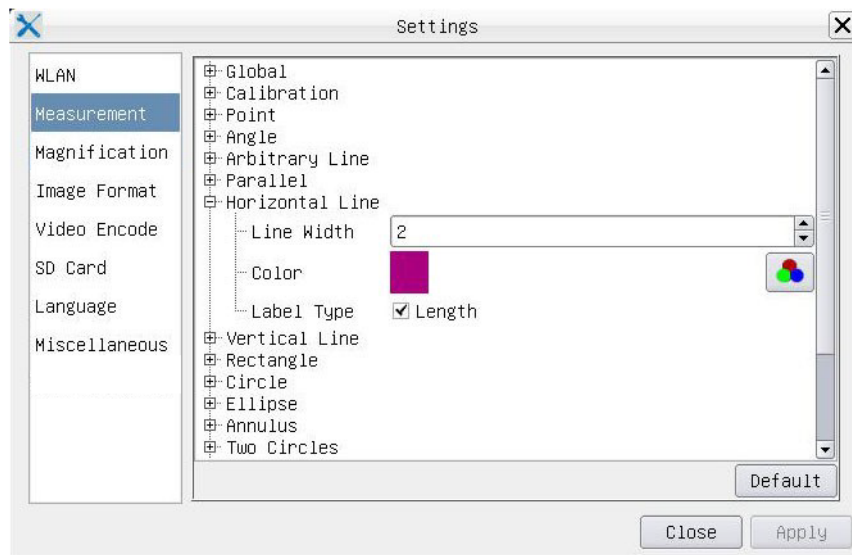 Settings
WLAN
Measurement
Magnification
Image Format
Video Encode
SD Card
Language
Miscellaneous
Global
Calibration
Point
Angle
Arbitrary Line
Parallel
Horizontal Line
Line Width 2
Color
Label Type Length
Vertical Line
Rectangle
Circle
Ellipse
Annulus
Two Circles
Default
Close Apply